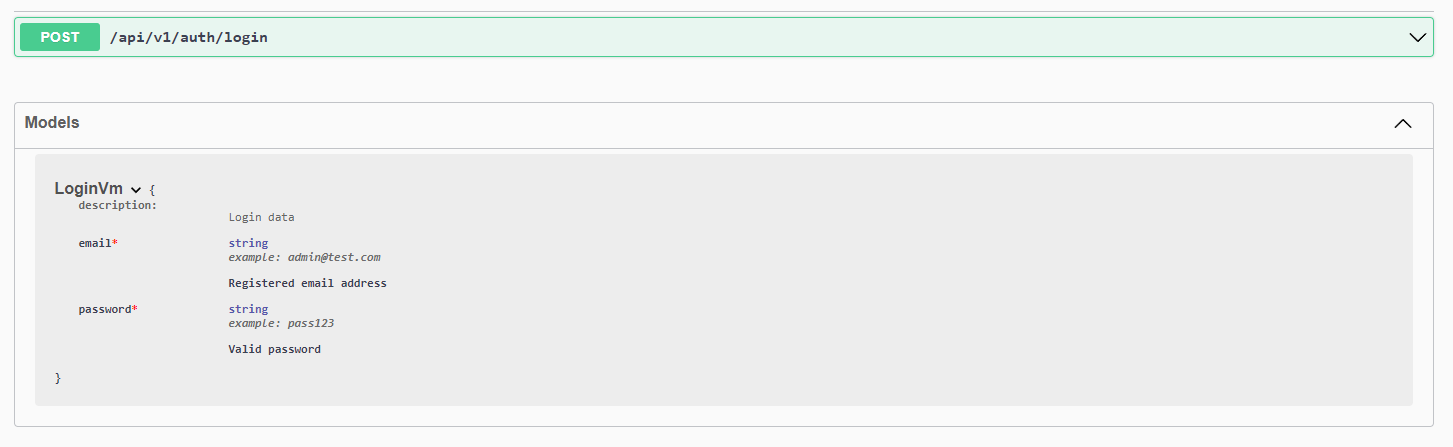 POST /api/v1/auth/login
Models
LoginVm {
description:
Login data
email* string
example: admin@test.com
Registered email address
password* string
example: pass123
Valid password
}